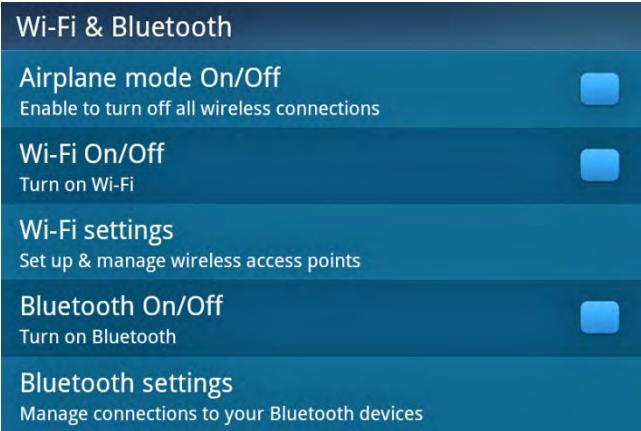 Wi-Fi & Bluetooth
Airplane mode On/Off
Enable to turn off all wireless connections
Wi-Fi On/Off
Turn on Wi-Fi
Wi-Fi settings
Set up & manage wireless access points
Bluetooth On/Off
Turn on Bluetooth
Bluetooth settings
Manage connections to your Bluetooth devices